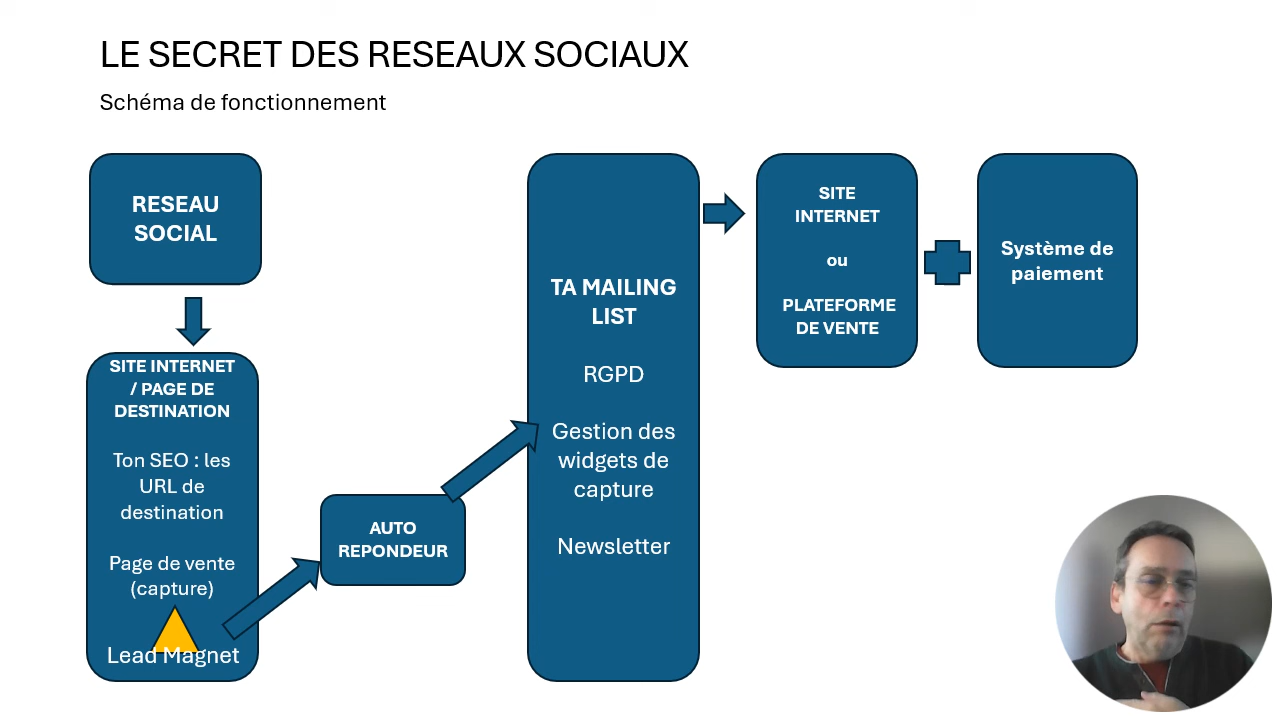 LE SECRET DES RESEAUX SOCIAUX
Schéma de fonctionnement
RESEAU
SOCIAL
SITE INTERNET
/ PAGE DE
DESTINATION
Ton SEO : les
URL de
destination
Page de vente
(capture)
Lead Magnet
AUTO
REPONDEUR
TA MAILING
LIST
RGPD
Gestion des
widgets de
capture
Newsletter
SITE
INTERNET
ou
PLATEFORME
DE VENTE
Système de
paiement